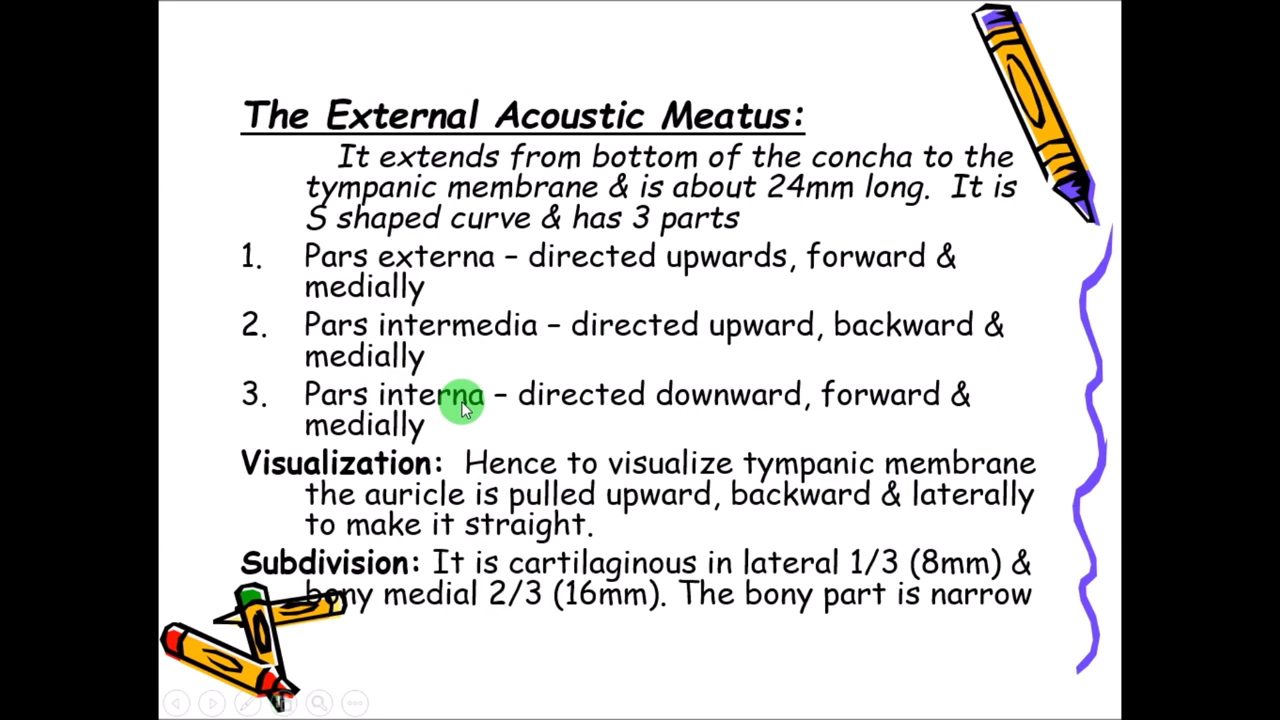 The External Acoustic Meatus:
It extends from bottom of the concha to the
tympanic membrane & is about 24mm long. It is
S shaped curve & has 3 parts
1. Pars externa – directed upwards, forward &
medially
2. Pars intermedia – directed upward, backward &
medially
3. Pars interna – directed downward, forward &
medially
Visualization: Hence to visualize tympanic membrane
the auricle is pulled upward, backward & laterally
to make it straight.
Subdivision: It is cartilaginous in lateral 1/3 (8mm) &
bony medial 2/3 (16mm). The bony part is narrow